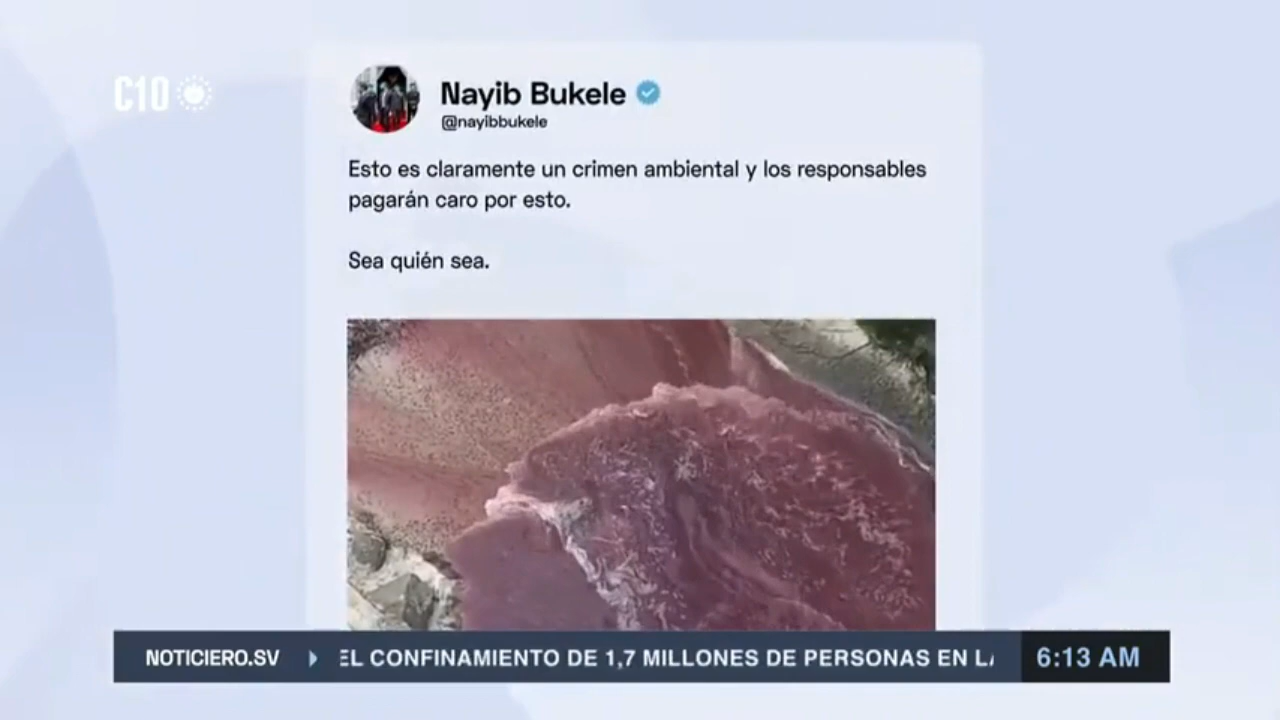 C10
Nayib Bukele
@nayibbukele
Esto es claramente un crimen ambiental y los responsables
pagarán caro por esto.
Sea quién sea.
NOTICIERO.SV
EL CONFINAMIENTO DE 1,7 MILLONES DE PERSONAS EN LA
6:13 AM